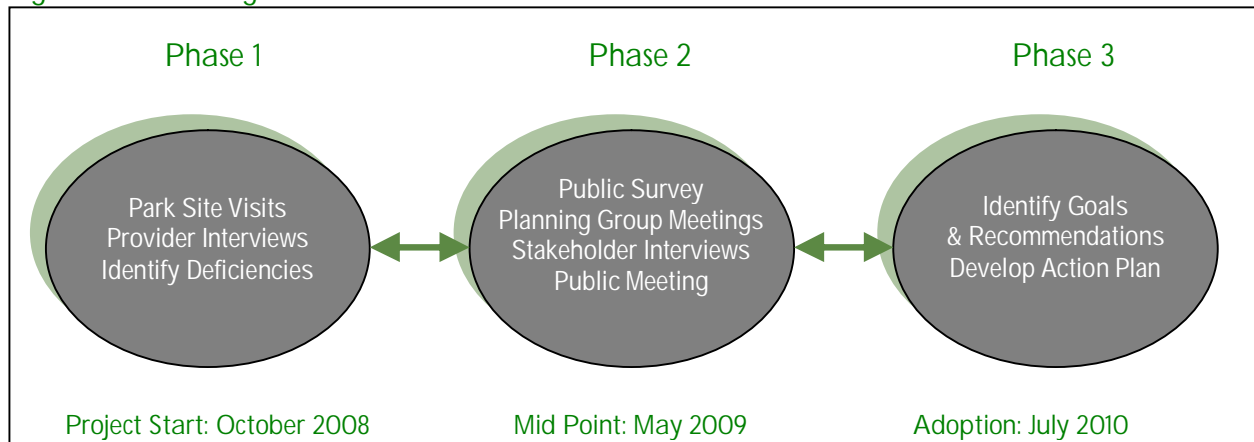 Phase 1
Phase 2
Phase 3
Park Site Visits
Provider Interviews
Identify Deficiencies
Public Survey
Planning Group Meetings
Stakeholder Interviews
Public Meeting
Identify Goals
& Recommendations
Develop Action Plan
Project Start: October 2008
Mid Point: May 2009
Adoption: July 2010